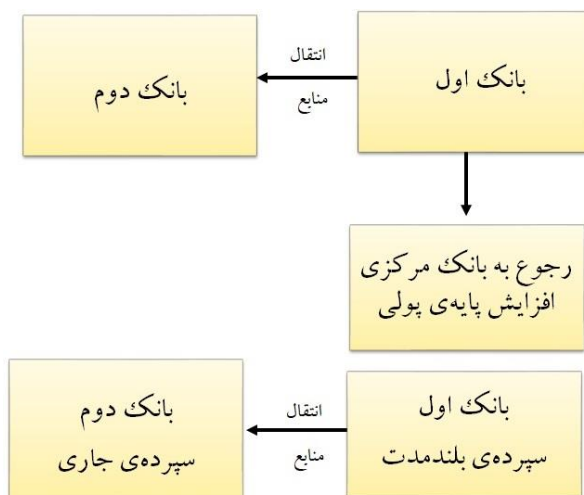 بانک اول
انتقال
منابع
بانک دوم
رجوع به بانک مرکزی
افزایش پایه‌ی پولی
بانک اول
سپرده‌ی بلندمدت
انتقال
منابع
بانک دوم
سپرده‌ی جاری